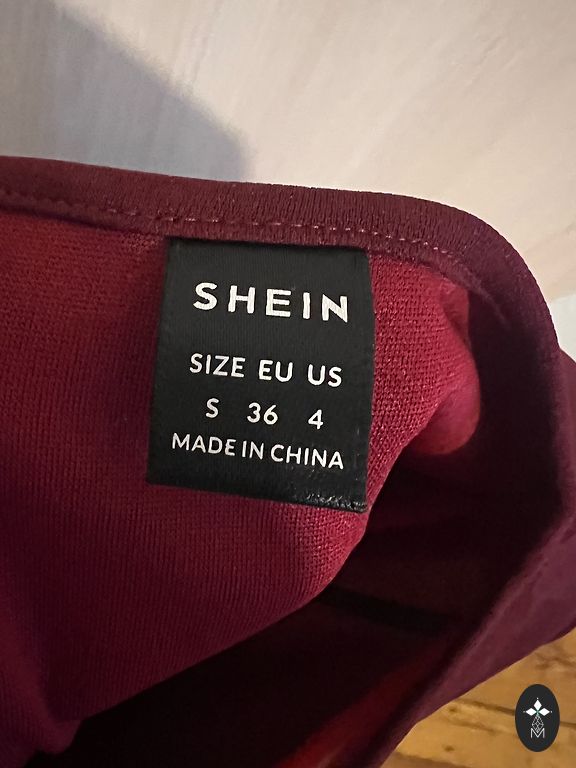 SHEIN
SIZE EU US
S 36 4
MADE IN CHINA
M